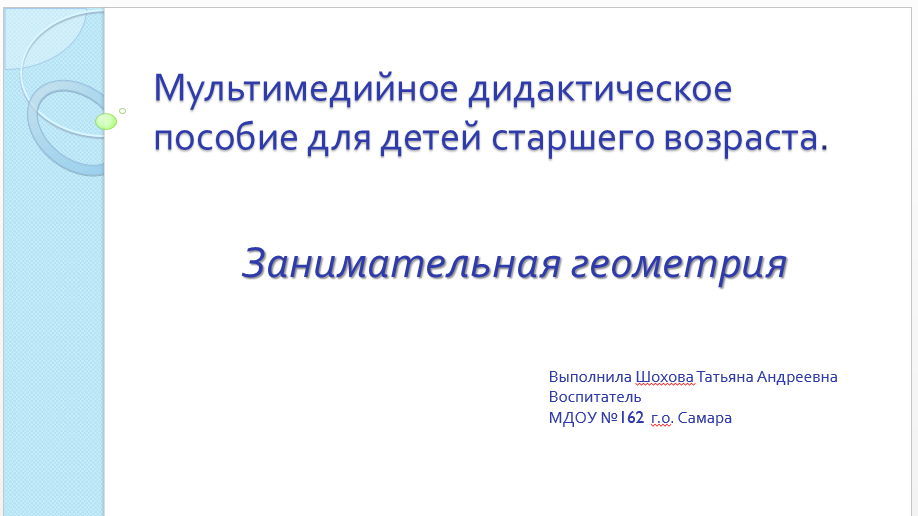 Мультимедийное дидактическое
пособие для детей старшего возраста.
Занимательная геометрия
Выполнила Шохова Татьяна Андреевна
Воспитатель
МДОУ №162 г.о. Самара